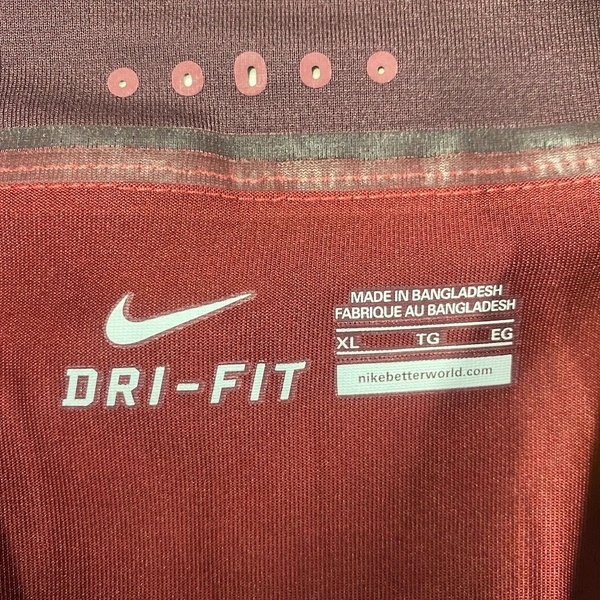 MADE IN BANGLADESH
FABRIQUE AU BANGLADESH
XL TG EG
DRI-FIT
nikebetterworld.com